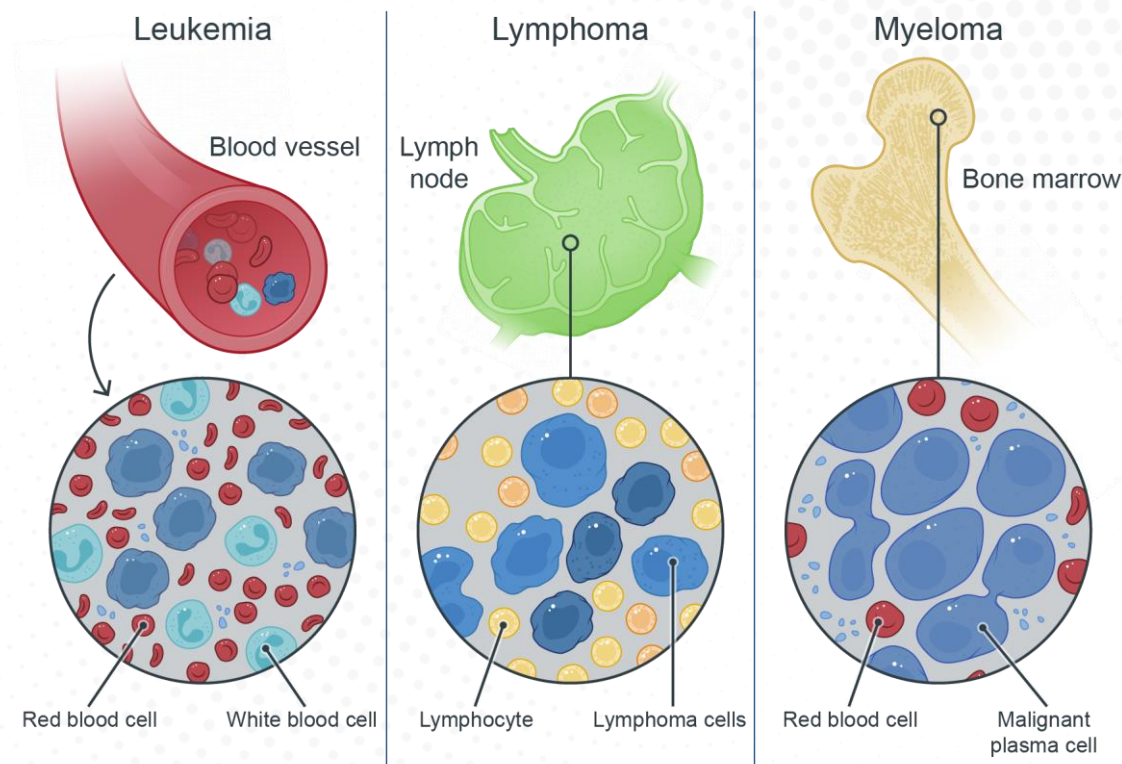 Leukemia
Blood vessel
Red blood cell
White blood cell
Lymphoma
Lymph
node
Lymphocyte
Lymphoma cells
Myeloma
Bone marrow
Red blood cell
Malignant
plasma cell